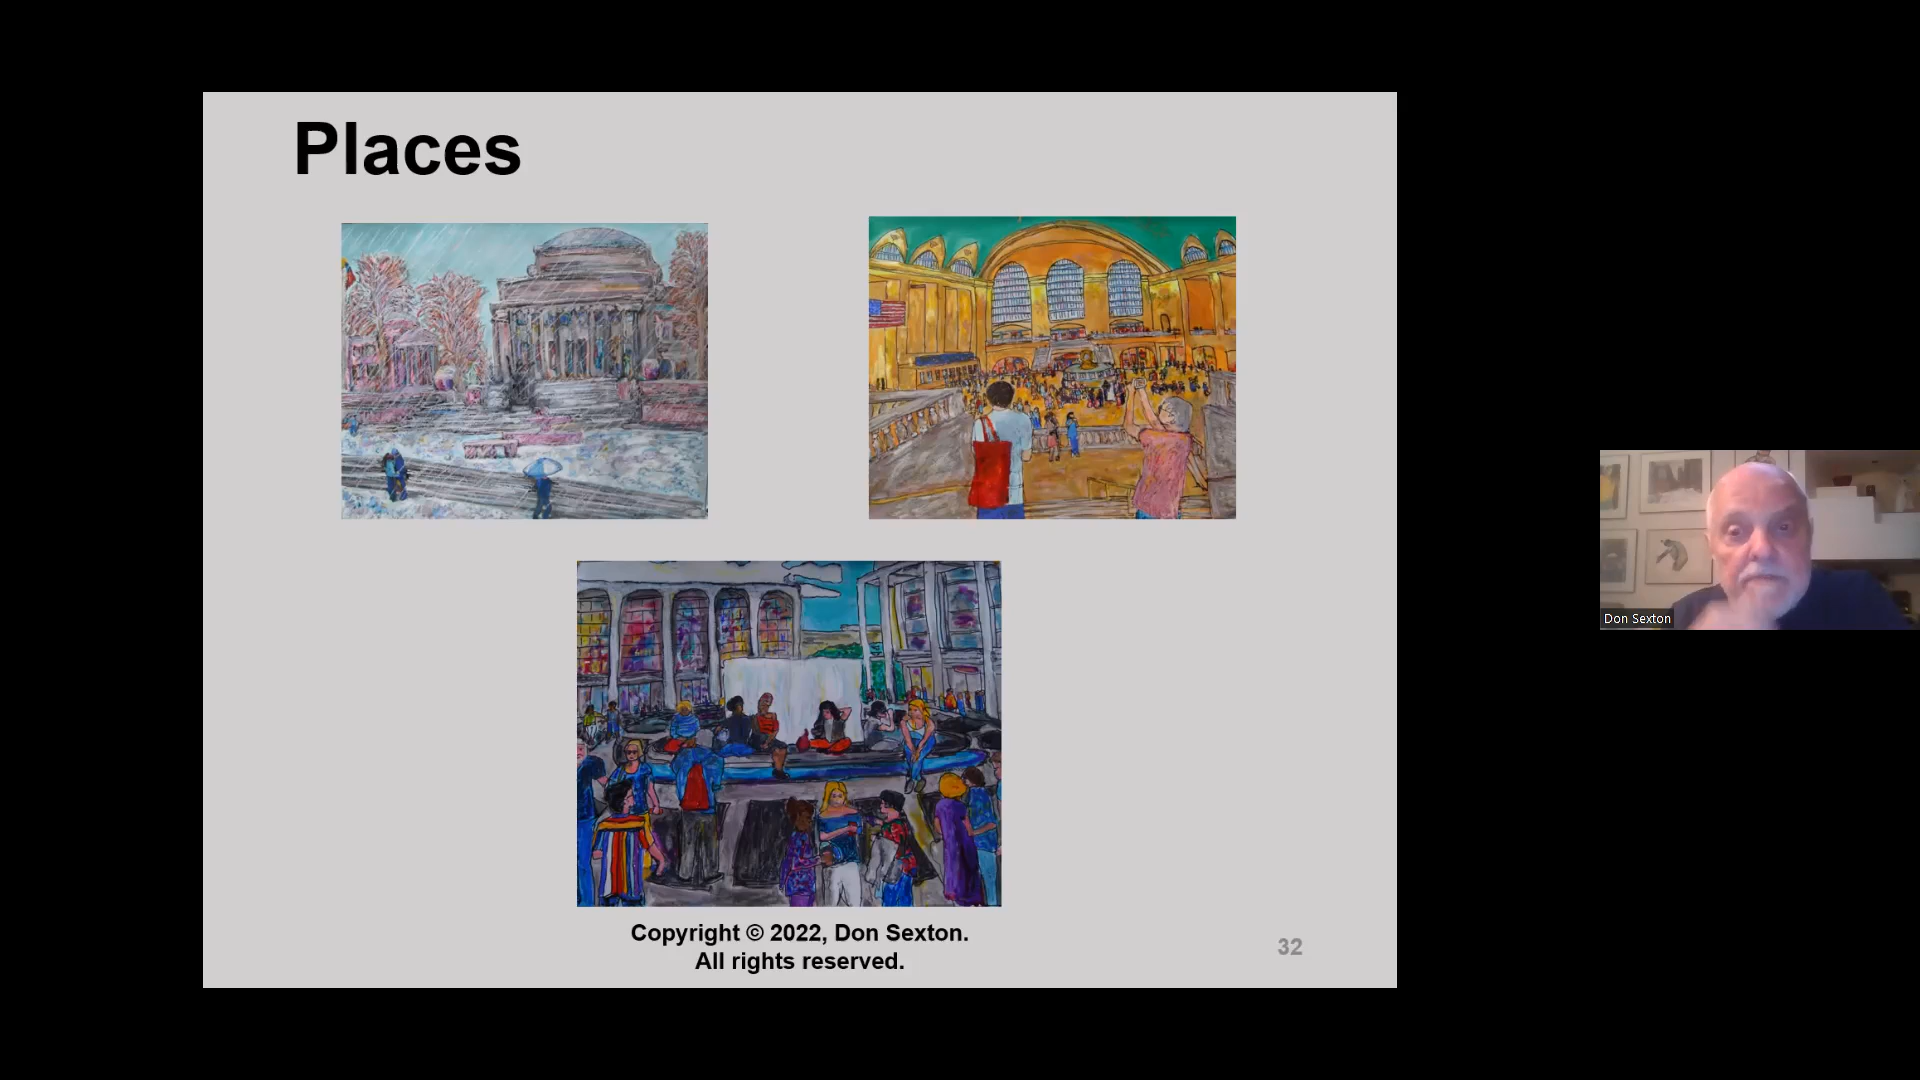 Places
Copyright © 2022, Don Sexton.
All rights reserved.
32
Don Sexton